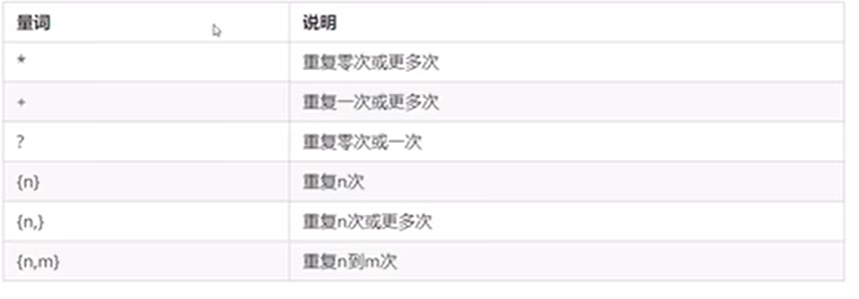 量词 说明
* 重复零次或更多次
+ 重复一次或更多次
? 重复零次或一次
{n} 重复n次
{n,} 重复n次或更多次
{n,m} 重复n到m次